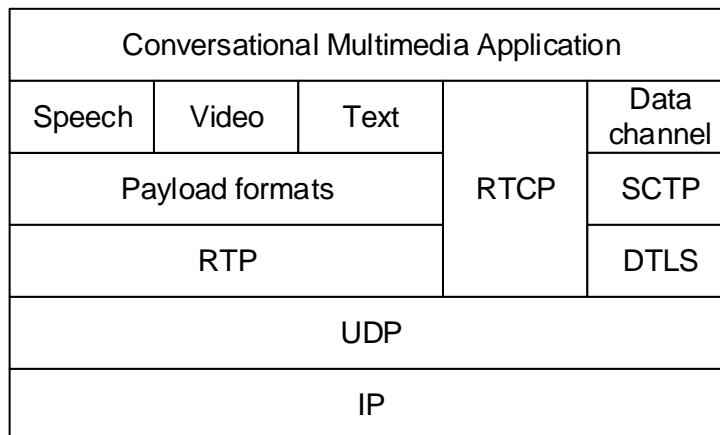 Conversational Multimedia Application
Speech
Video
Text
RTCP
Data
channel
Payload formats
SCTP
RTP
DTLS
UDP
IP